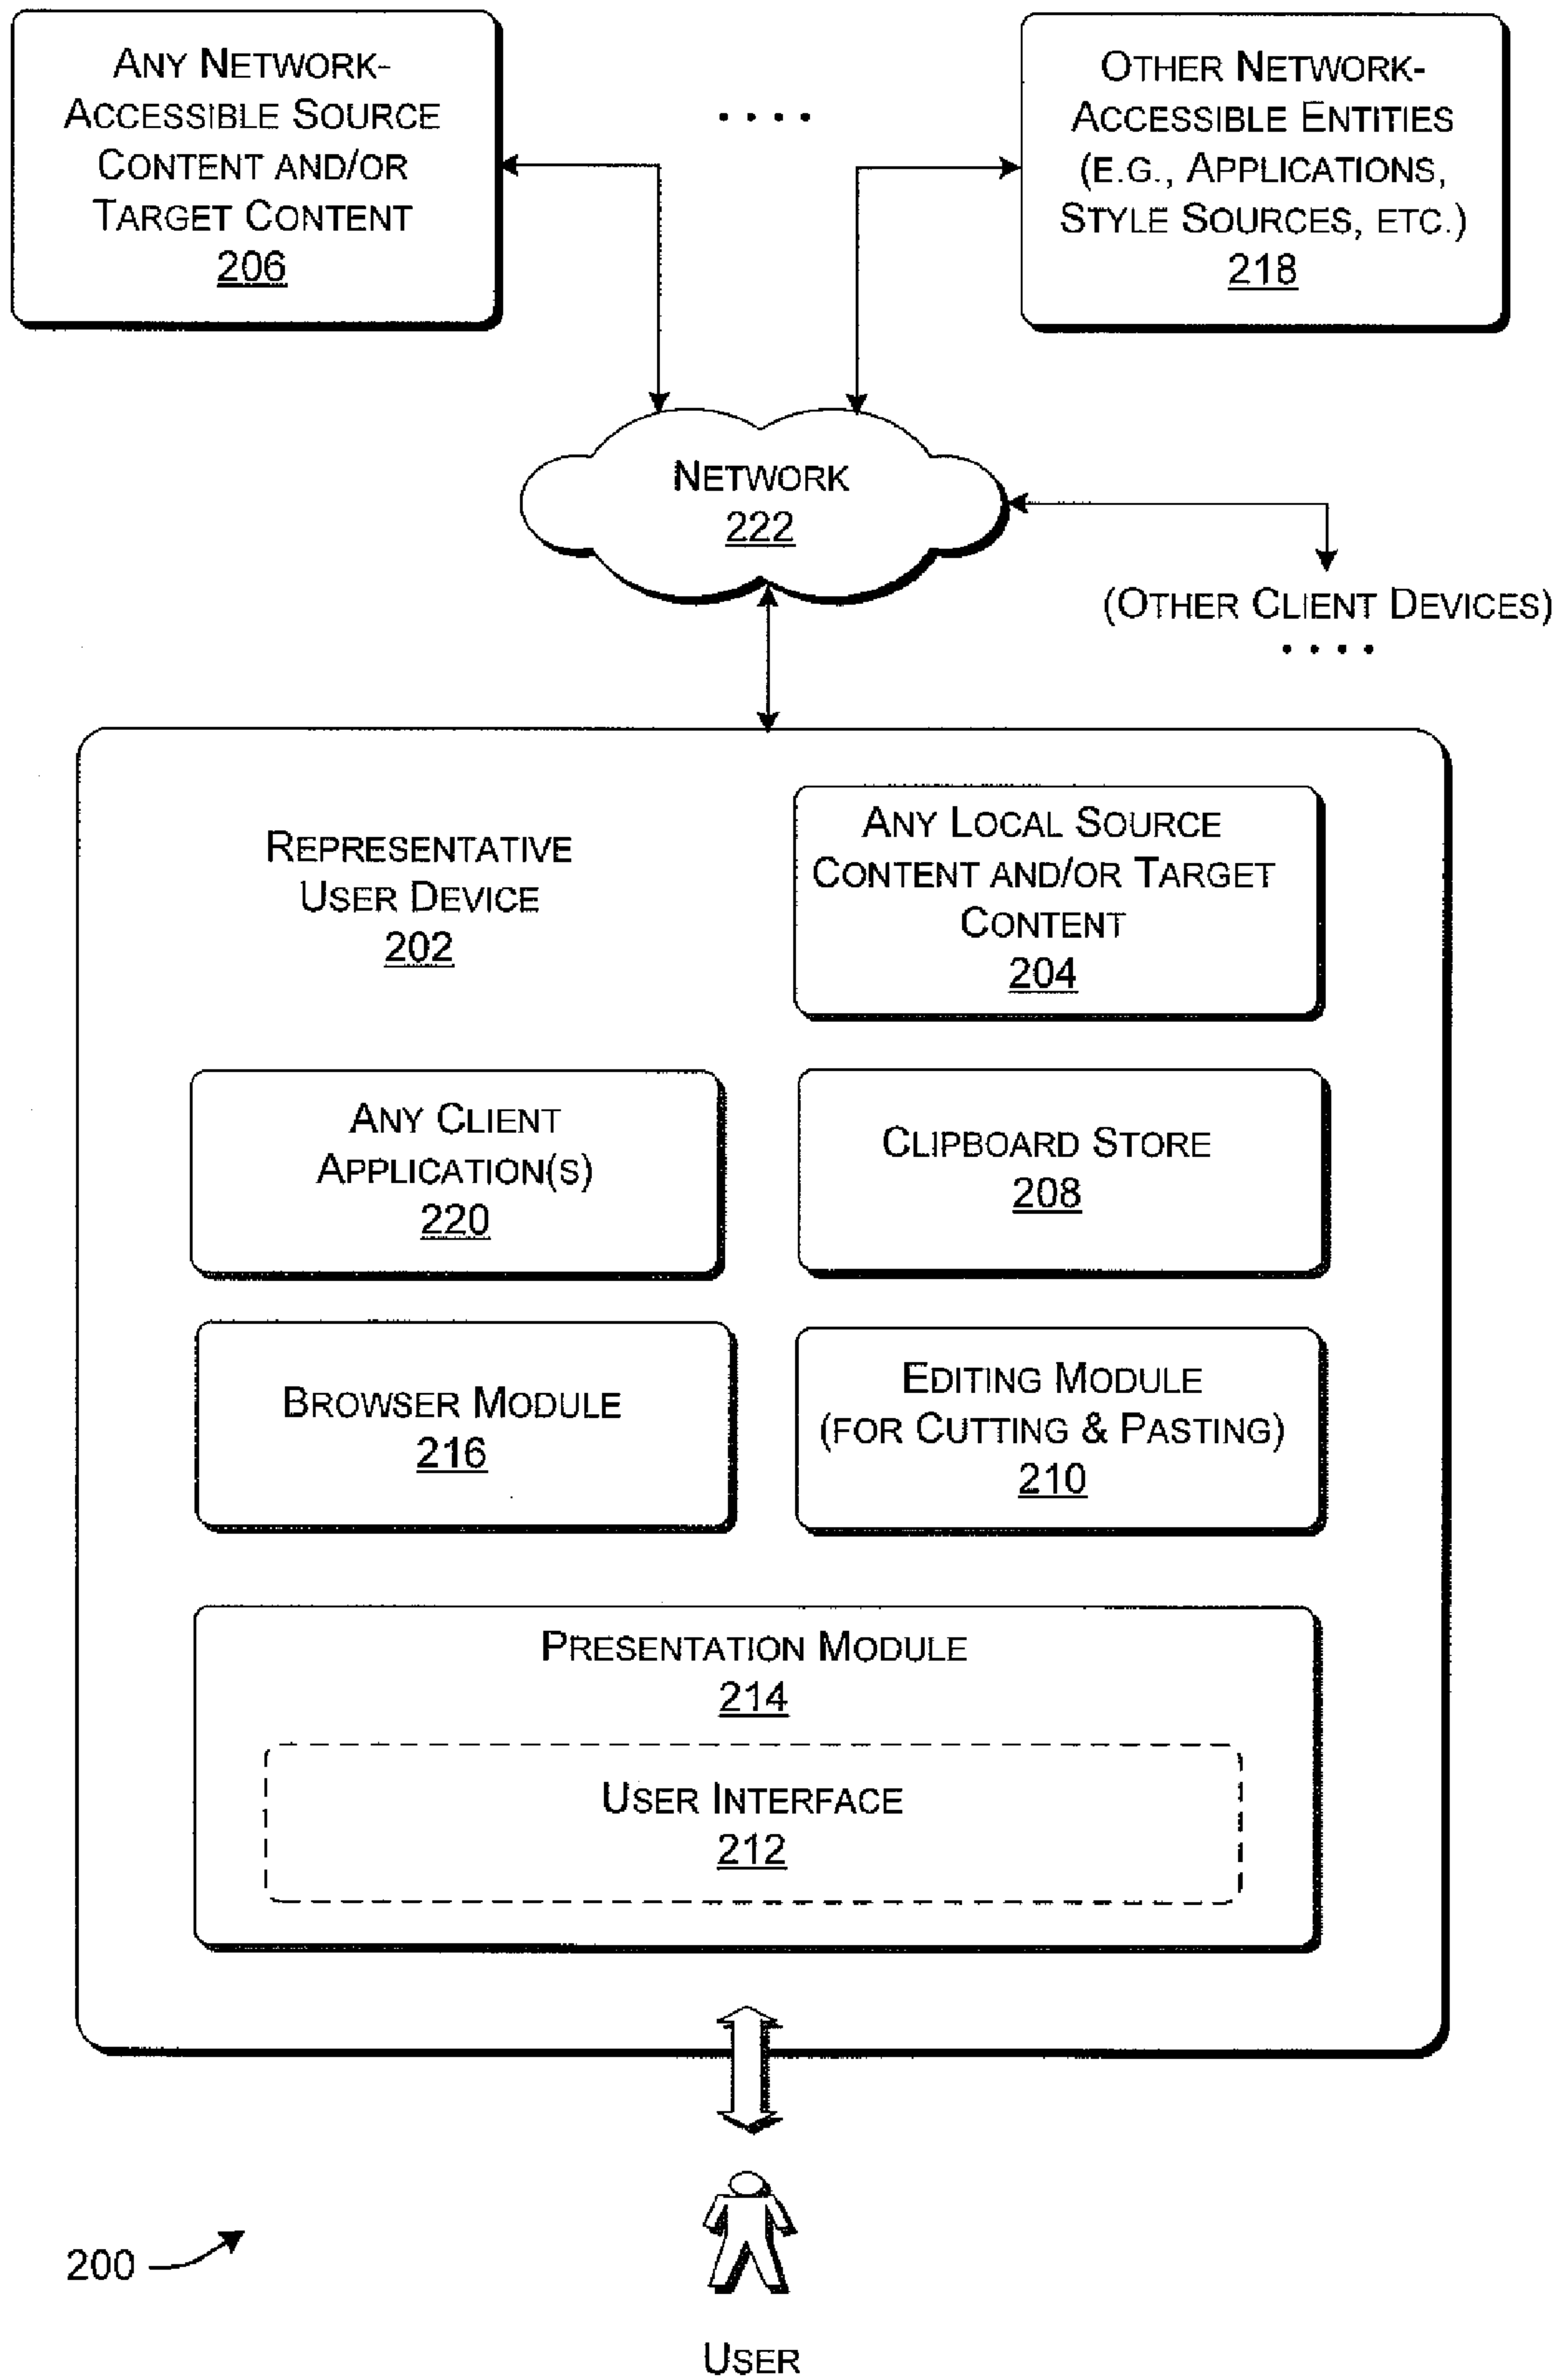 ANY NETWORK-
ACCESSIBLE SOURCE
CONTENT AND/OR
TARGET CONTENT
206
OTHER NETWORK-
ACCESSIBLE ENTITIES
(E.G., APPLICATIONS,
STYLE SOURCES, ETC.)
218
NETWORK
222
(OTHER CLIENT DEVICES)
REPRESENTATIVE
USER DEVICE
202
ANY LOCAL SOURCE
CONTENT AND/OR TARGET
CONTENT
204
ANY CLIENT
APPLICATION(S)
220
CLIPBOARD STORE
208
BROWSER MODULE
216
EDITING MODULE
(FOR CUTTING & PASTING)
210
PRESENTATION MODULE
214
USER INTERFACE
212
200
USER